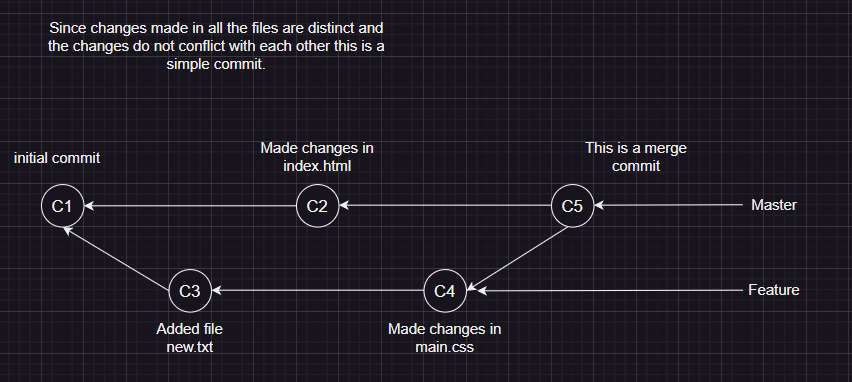 Since changes made in all the files are distinct and
the changes do not conflict with each other this is a
simple commit.
initial commit
Made changes in
index.html
This is a merge
commit
C1
C2
C5
Master
C3
C4
Feature
Added file
new.txt
Made changes in
main.css